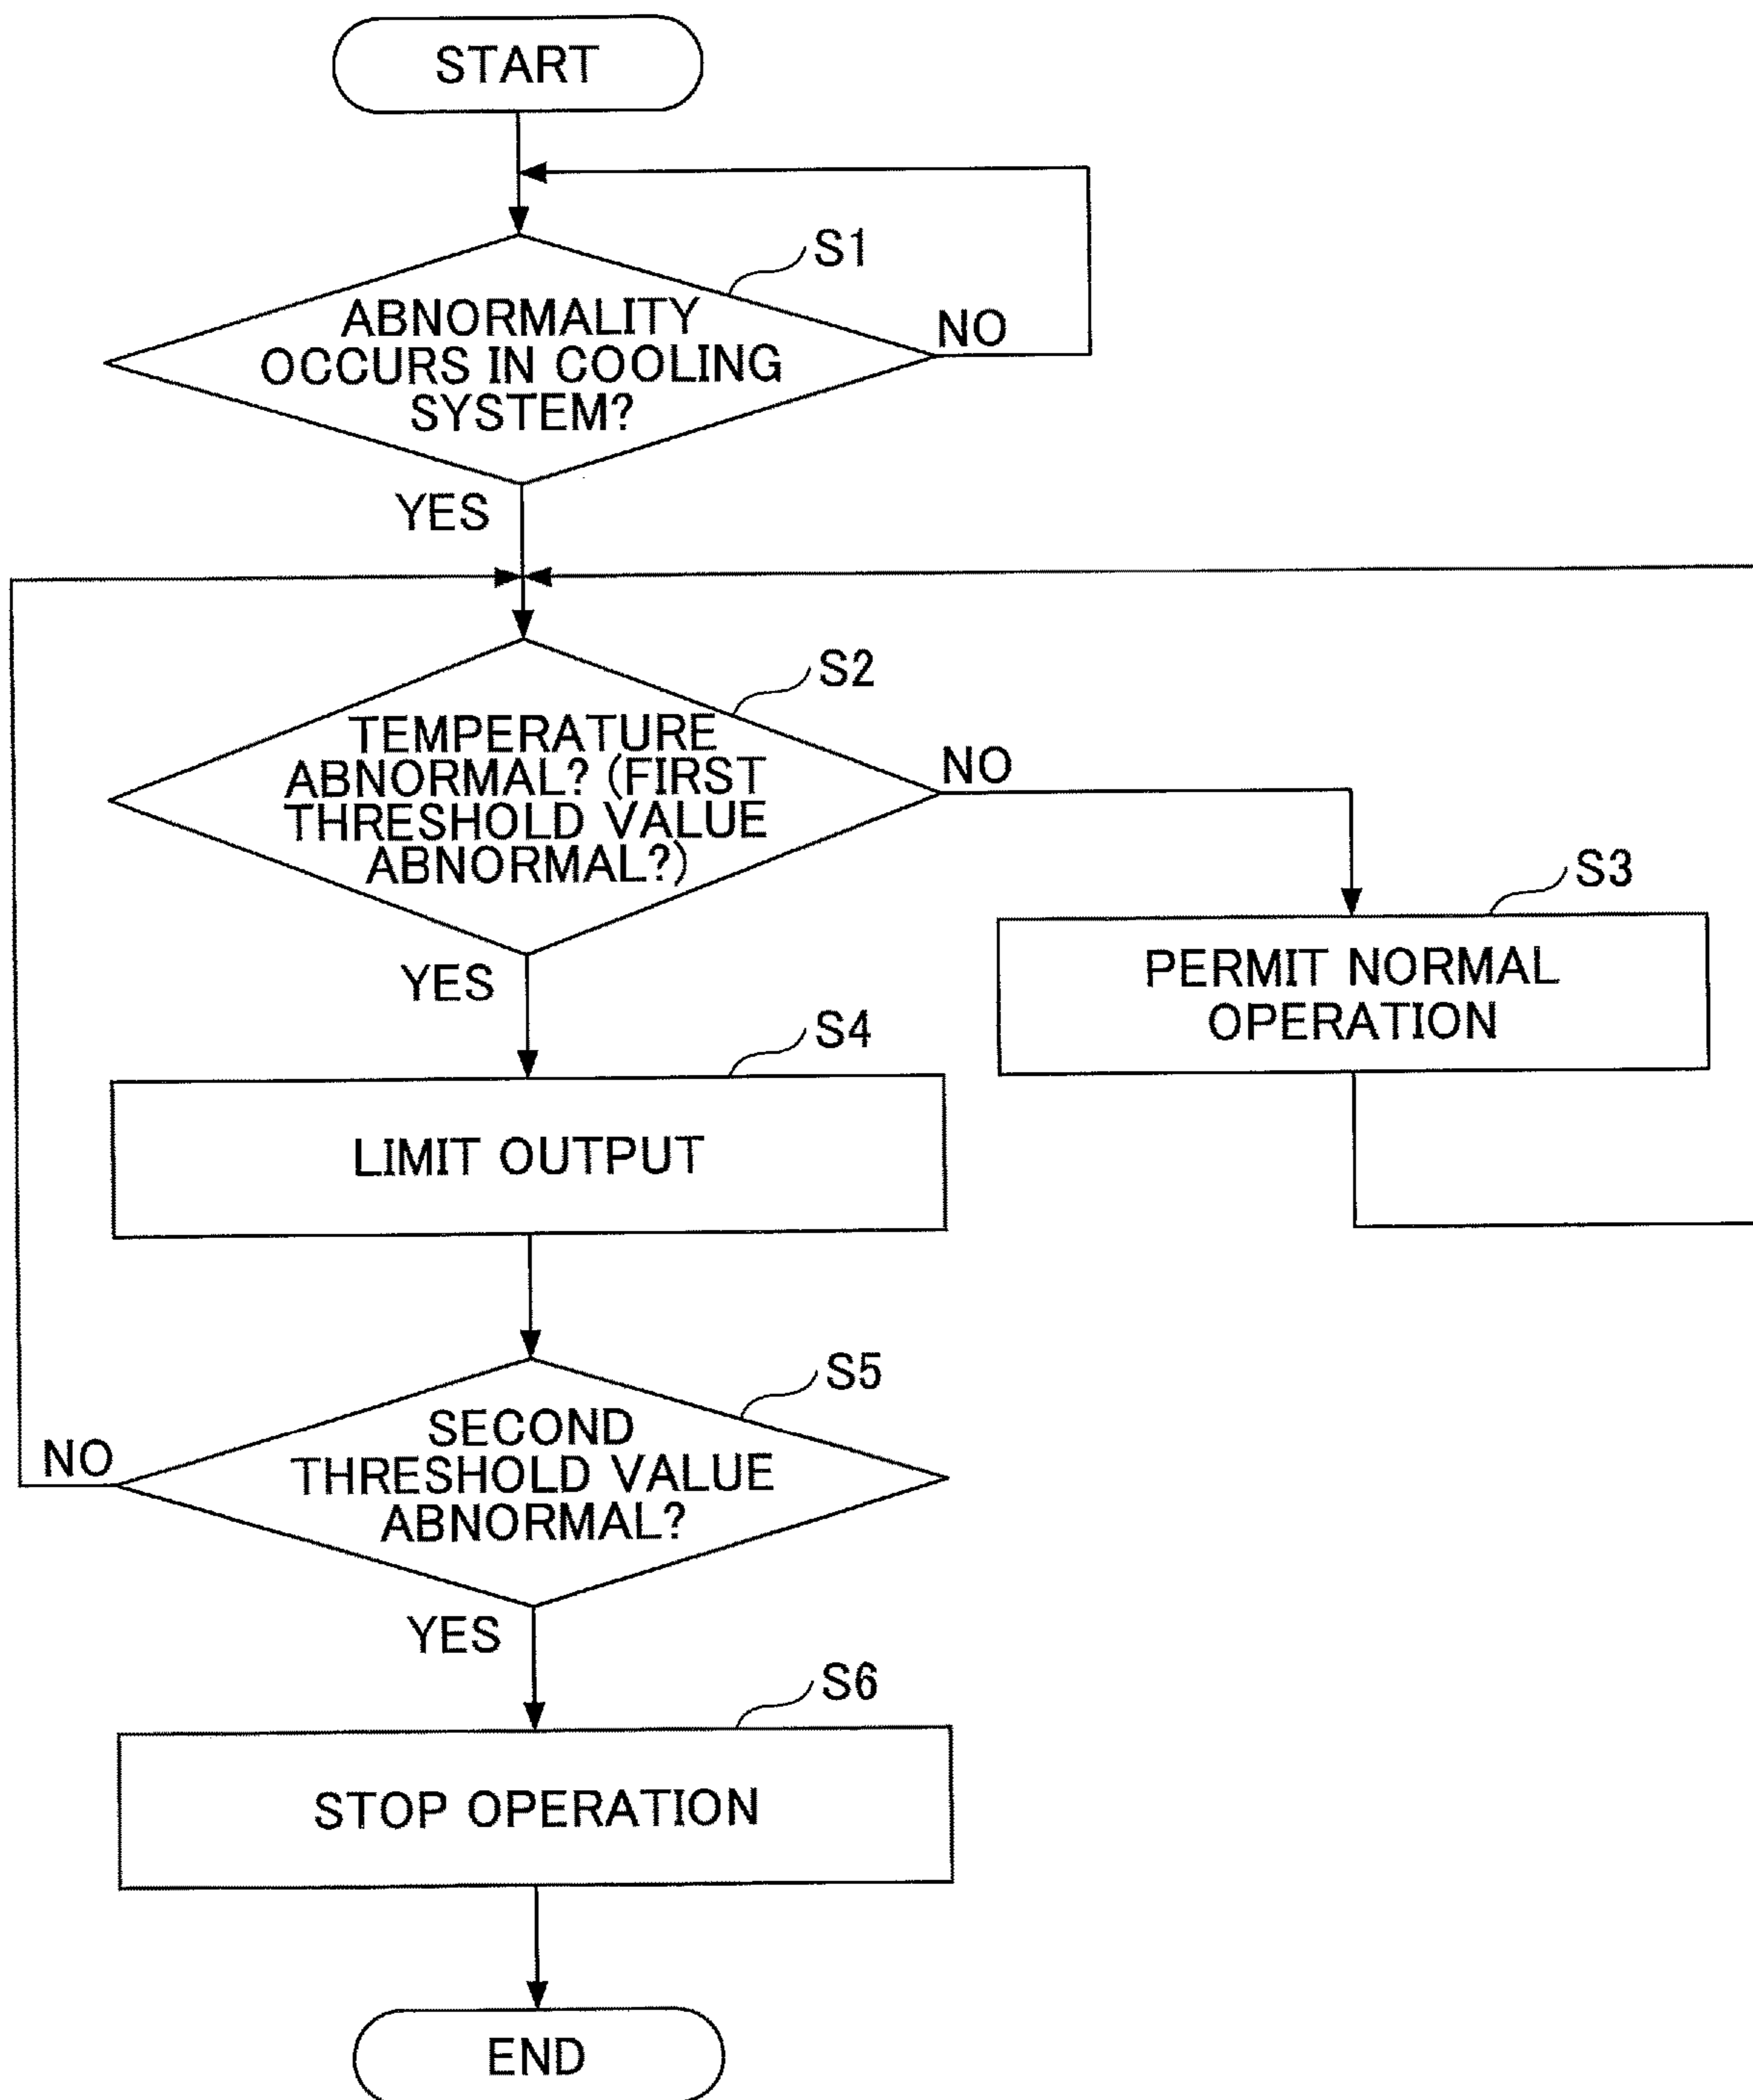 START
S1
ABNORMALITY
OCCURS IN COOLING
SYSTEM?
NO
YES
S2
TEMPERATURE
ABNORMAL? (FIRST
THRESHOLD VALUE
ABNORMAL?)
NO
YES
S3
PERMIT NORMAL
OPERATION
S4
LIMIT OUTPUT
S5
SECOND
THRESHOLD VALUE
ABNORMAL?
NO
YES
S6
STOP OPERATION
END